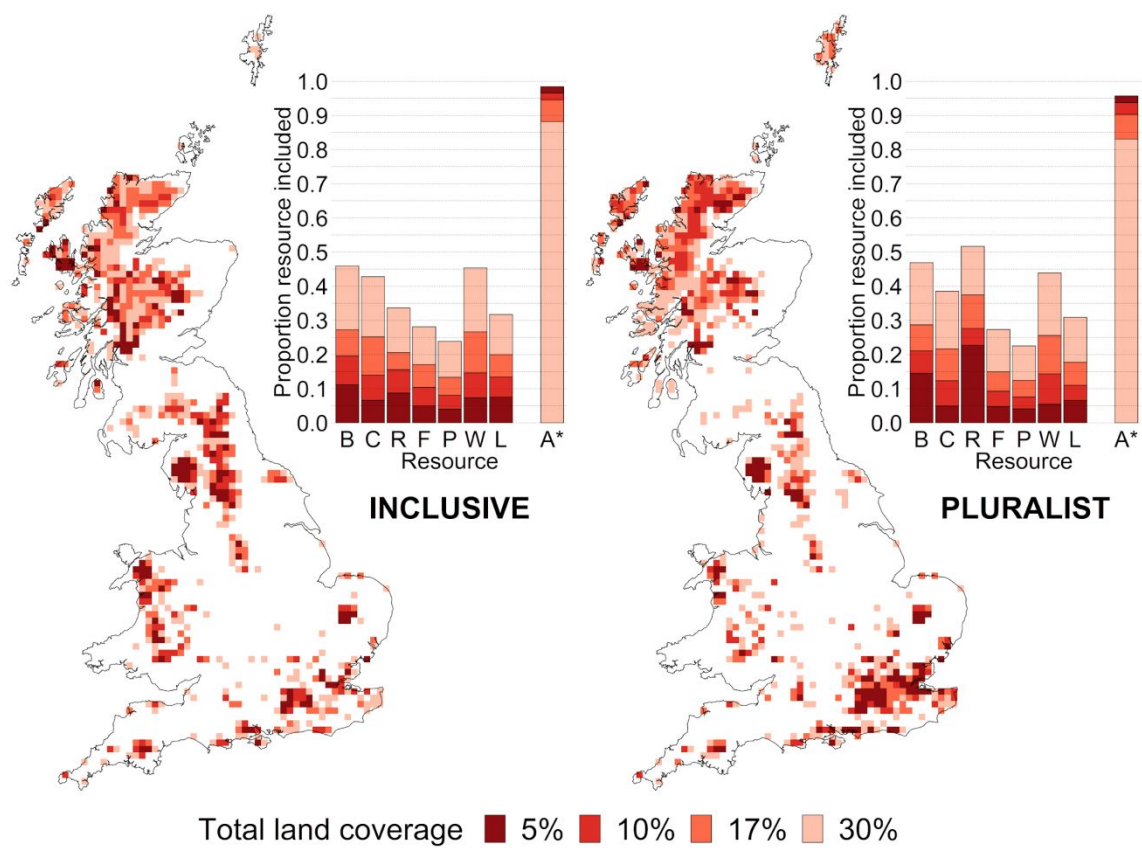 Proportion resource included
1.0
0.9
0.8
0.7
0.6
0.5
0.4
0.3
0.2
0.1
0.0
B C R F P W L A*
Resource
INCLUSIVE
Proportion resource included
1.0
0.9
0.8
0.7
0.6
0.5
0.4
0.3
0.2
0.1
0.0
B C R F P W L A*
Resource
PLURALIST
Total land coverage 5% 10% 17% 30%